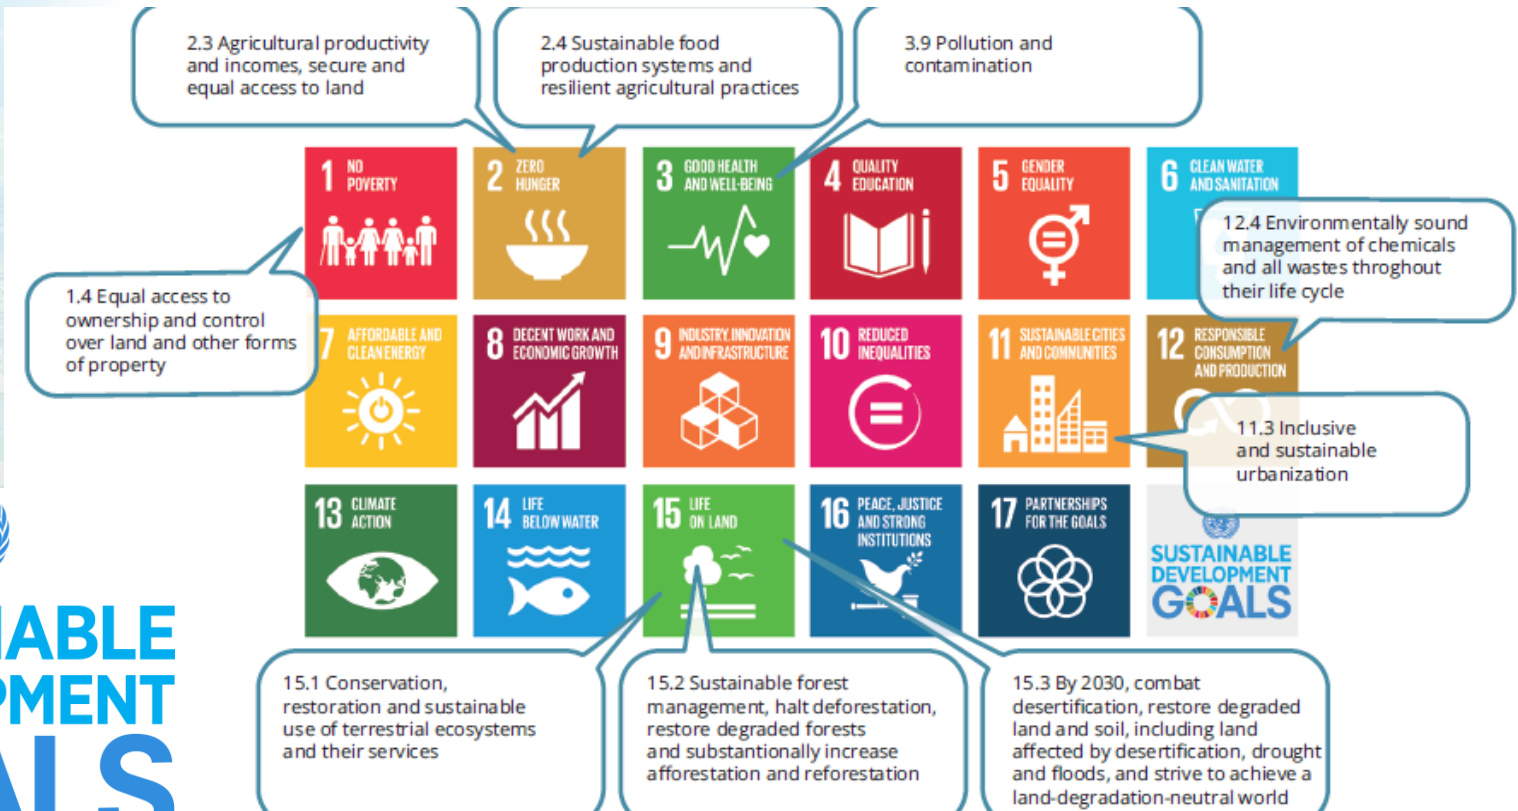 2.3 Agricultural productivity
and incomes, secure and
equal access to land
2.4 Sustainable food
production systems and
resilient agricultural practices
3.9 Pollution and
contamination
1 NO
POVERTY
2 ZERO
HUNGER
3 GOOD HEALTH
AND WELL-BEING
4 QUALITY
EDUCATION
5 GENDER
EQUALITY
6 CLEAN WATER
AND SANITATION
12.4 Environmentally sound
management of chemicals
and all wastes throghout
their life cycle
1.4 Equal access to
ownership and control
over land and other forms
of property
7 AFFORDABLE AND
CLEAN ENERGY
8 DECENT WORK AND
ECONOMIC GROWTH
9 INDUSTRY, INNOVATION
AND INFRASTRUCTURE
10 REDUCED
INEQUALITIES
11 SUSTAINABLE CITIES
AND COMMUNITIES
12 RESPONSIBLE
CONSUMPTION
AND PRODUCTION
11.3 Inclusive
and sustainable
urbanization
13 CLIMATE
ACTION
14 LIFE
BELOW WATER
15 LIFE
ON LAND
16 PEACE, JUSTICE
AND STRONG
INSTITUTIONS
17 PARTNERSHIPS
FOR THE GOALS
SUSTAINABLE
DEVELOPMENT
GOALS
NABLE
PMENT
ALS
15.1 Conservation,
restoration and sustainable
use of terrestrial ecosystems
and their services
15.2 Sustainable forest
management, halt deforestation,
restore degraded forests
and substantionally increase
afforestation and reforestation
15.3 By 2030, combat
desertification, restore degraded
land and soil, including land
affected by desertification, drought
and floods, and strive to achieve a
land-degradation-neutral world